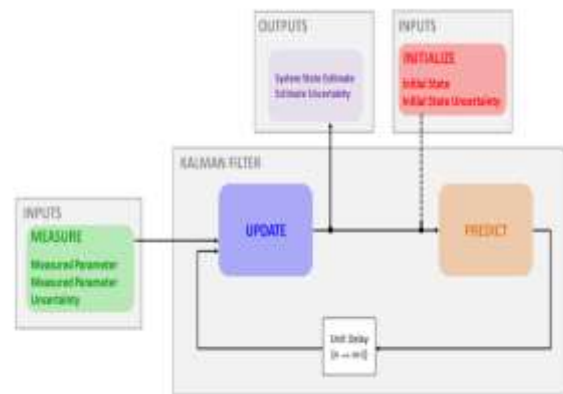 OUTPUTS
System State Estimate
Estimate Uncertainty
INPUTS
INITIALIZE
Initial State
Initial State Uncertainty
KALMAN FILTER
INPUTS
MEASURE
Measured Parameter
Measured Parameter
Uncertainty
UPDATE
PREDICT
Unit Delay